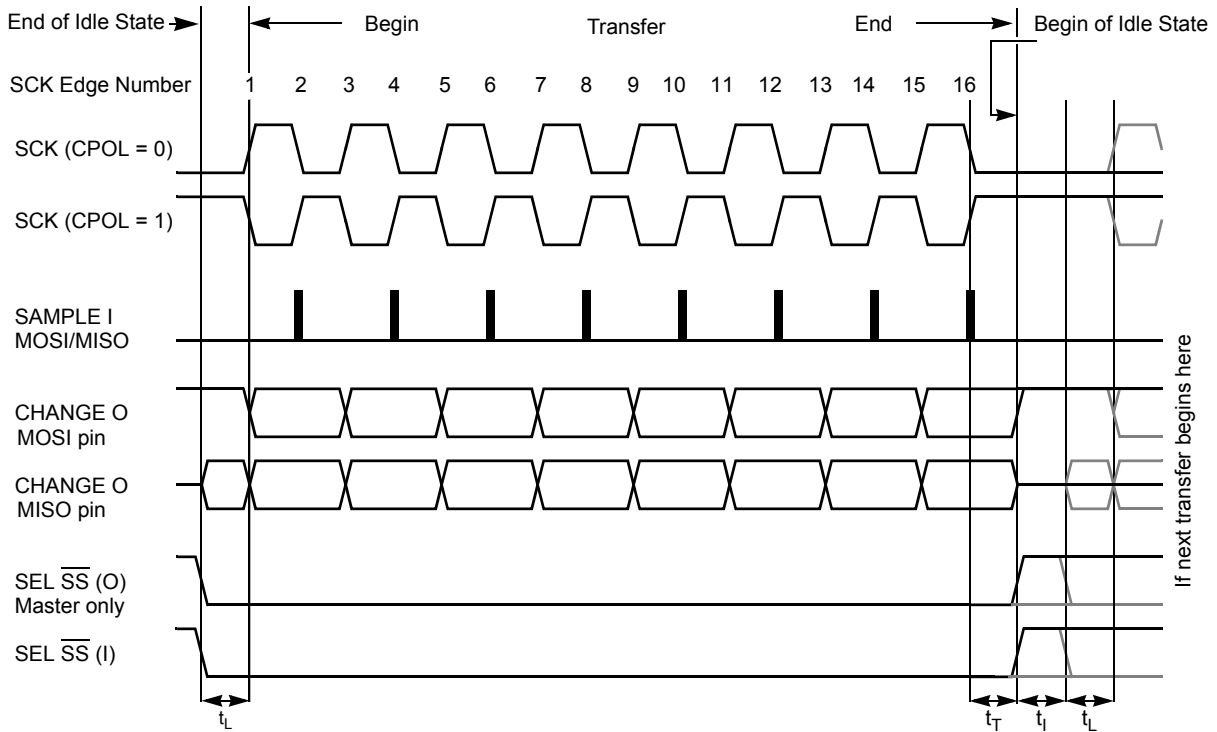 End of Idle State
Begin
Transfer
End
Begin of Idle State
SCK Edge Number
1 2 3 4 5 6 7 8 9 10 11 12 13 14 15 16
SCK (CPOL = 0)
SCK (CPOL = 1)
SAMPLE I
MOSI/MISO
CHANGE O
MOSI pin
CHANGE O
MISO pin
SEL S̅S̅ (O)
Master only
SEL S̅S̅ (I)
If next transfer begins here
tL
tT
tI
tL